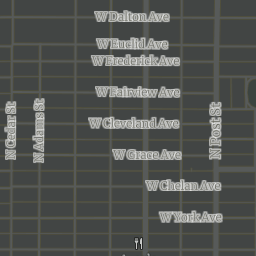 W Dalton Ave
W Euclid Ave
W Frederick Ave
W Fairview Ave
W Cleveland Ave
N Cedar St
N Adams St
N Post St
W Grace Ave
W Chelan Ave
W York Ave